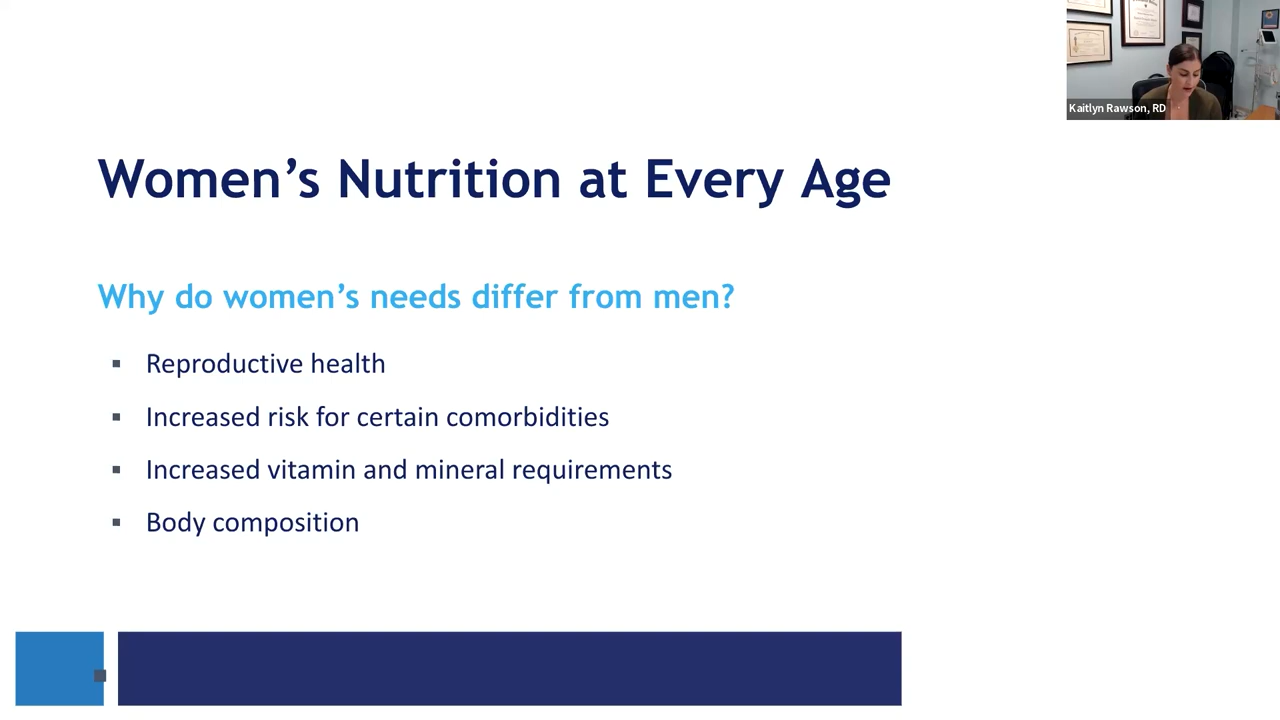 Kaitlyn Rawson, RD
Women's Nutrition at Every Age
Why do women's needs differ from men?
▪ Reproductive health
▪ Increased risk for certain comorbidities
▪ Increased vitamin and mineral requirements
▪ Body composition